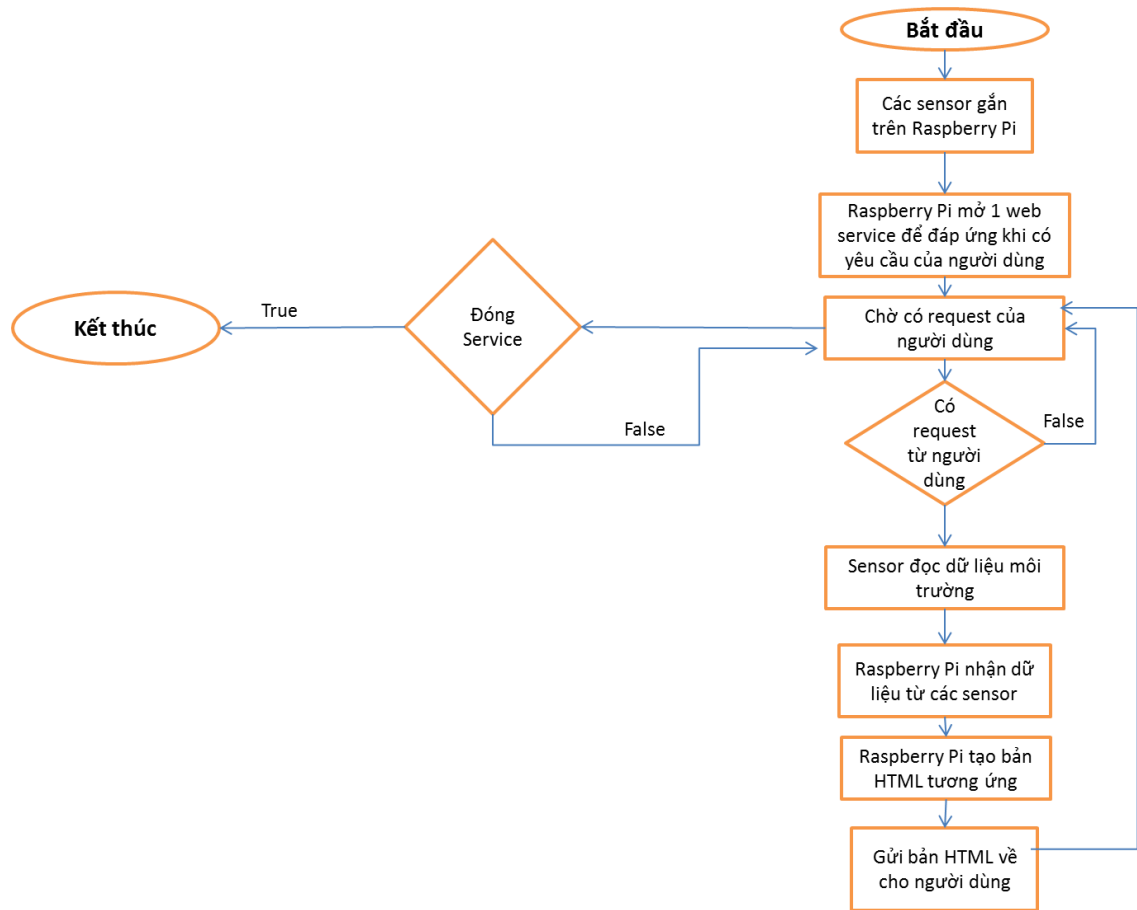 Bắt đầu
Các sensor gắn
trên Raspberry Pi
Raspberry Pi mở 1 web
service để đáp ứng khi có
yêu cầu của người dùng
Chờ có request của
người dùng
Đóng
Service
True
Kết thúc
False
Có
request
từ người
dùng
False
Sensor đọc dữ liệu môi
trường
Raspberry Pi nhận dữ
liệu từ các sensor
Raspberry Pi tạo bản
HTML tương ứng
Gửi bản HTML về
cho người dùng